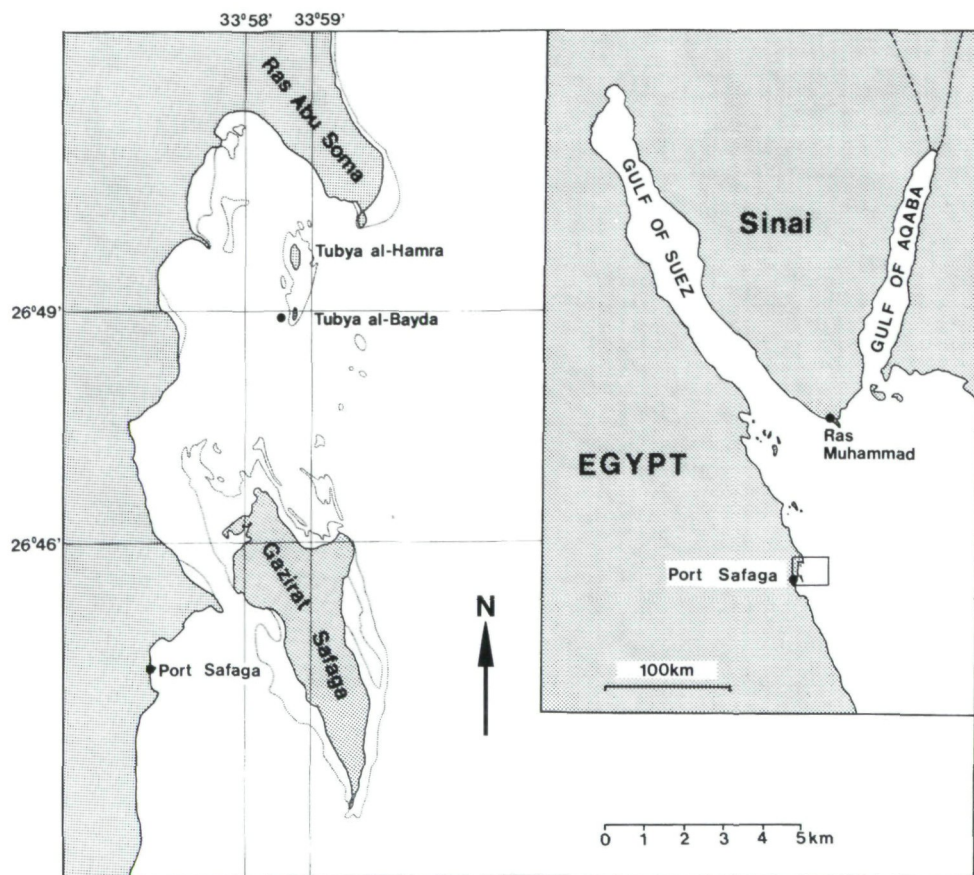 33°58' 33°59'
Ras Abu Soma
Tubya al-Hamra
26°49'
Tubya al-Bayda
26°46'
Gazirat
Safaga
Port Safaga
N
0 1 2 3 4 5km
GULF OF SUEZ
Sinai
GULF OF AQABA
Ras
Muhammad
EGYPT
Port Safaga
100km